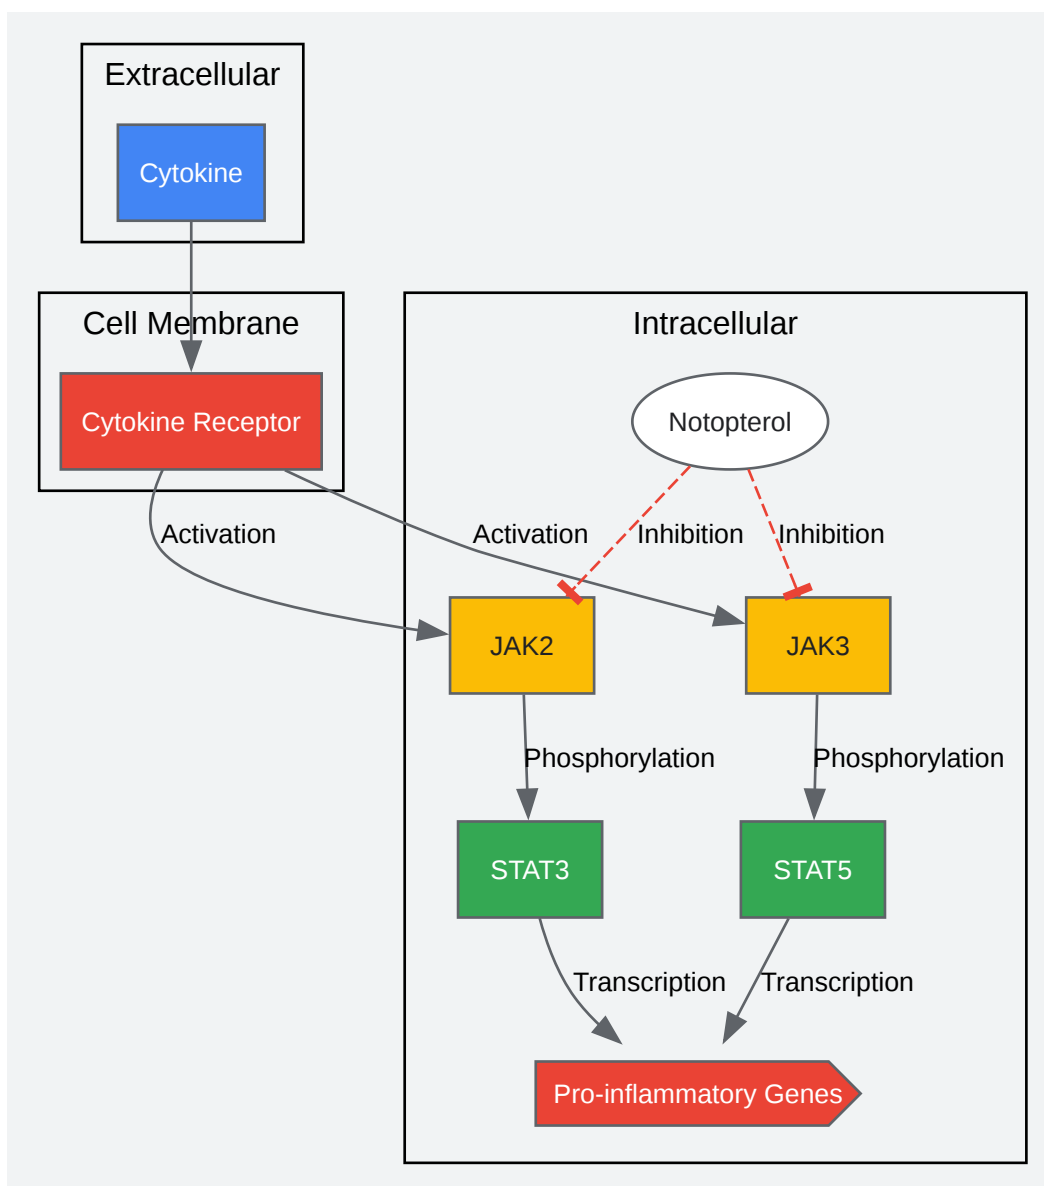 Extracellular
Cytokine
Cell Membrane
Intracellular
Cytokine Receptor
Notopterol
Activation
Activation
Inhibition
Inhibition
JAK2
JAK3
Phosphorylation
Phosphorylation
STAT3
STAT5
Transcription
Transcription
Pro-inflammatory Genes